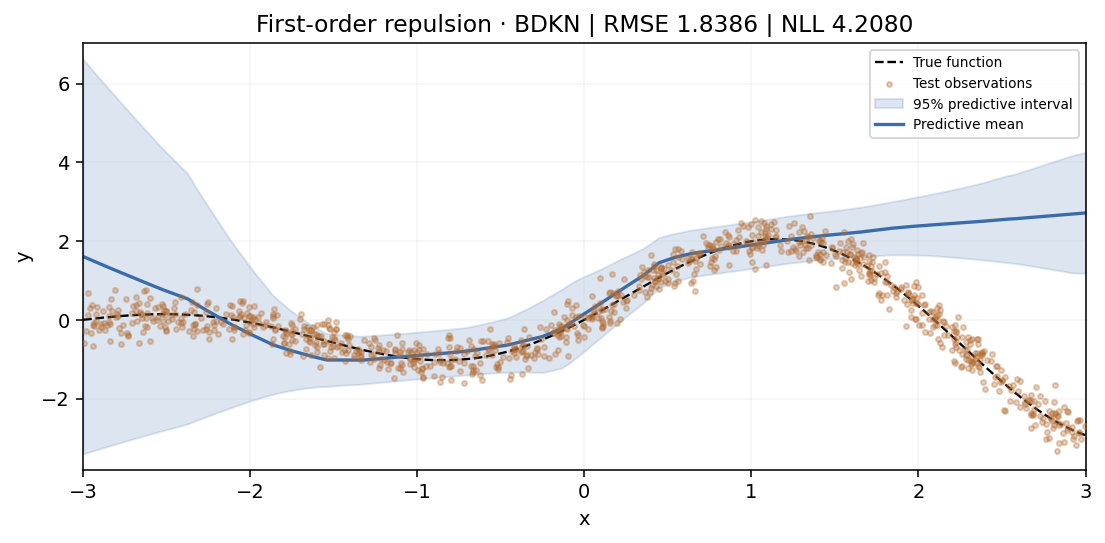 First-order repulsion · BDKN | RMSE 1.8386 | NLL 4.2080
True function
Test observations
95% predictive interval
Predictive mean
y
6
4
2
0
−2
−3
−2
−1
0
1
2
3
x